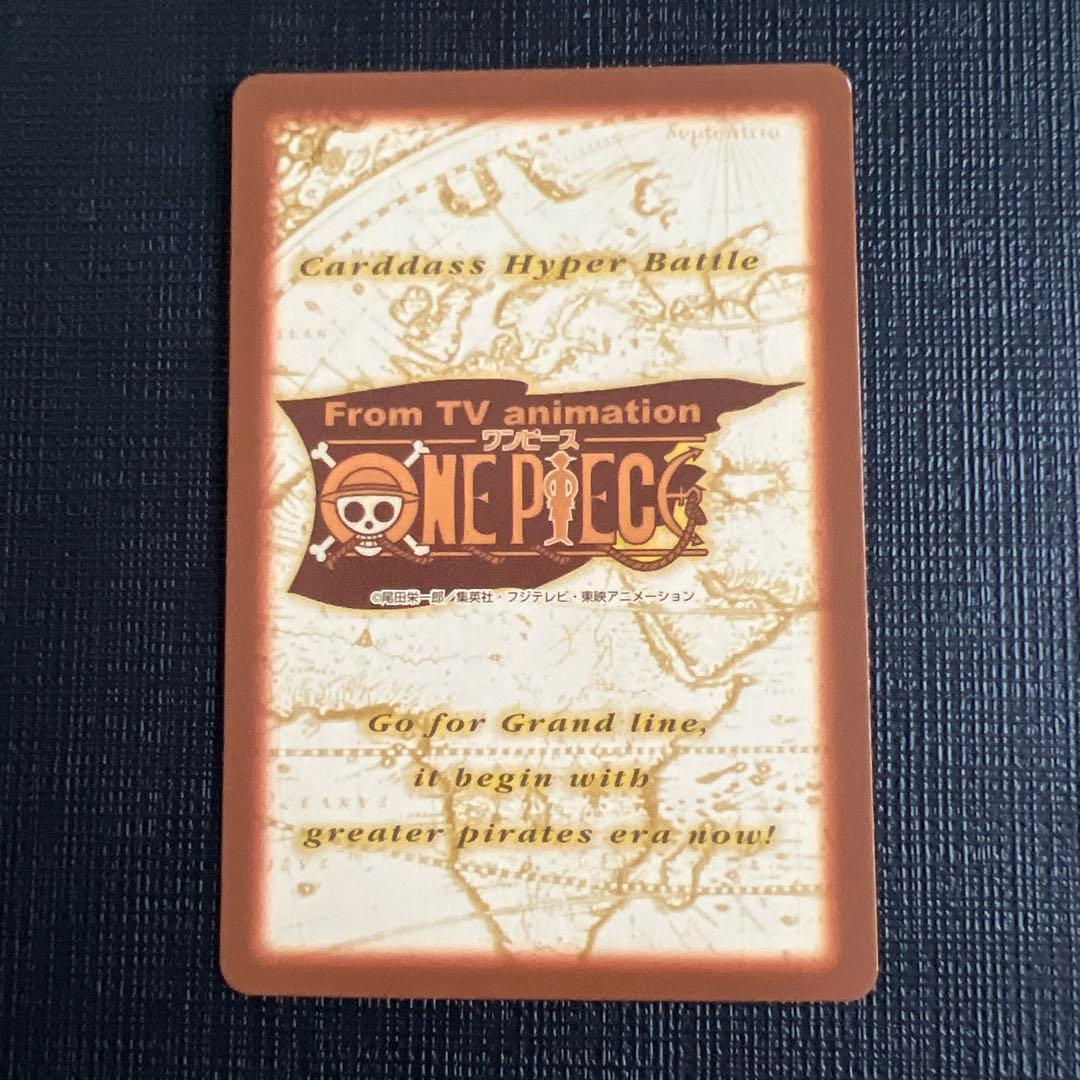 Septentrio
Carddass Hyper Battle
From TV animation
ワンピース
ONE PIECE
©尾田栄一郎／集英社・フジテレビ・東映アニメーション
Go for Grand line,
it begin with
greater pirates era now!